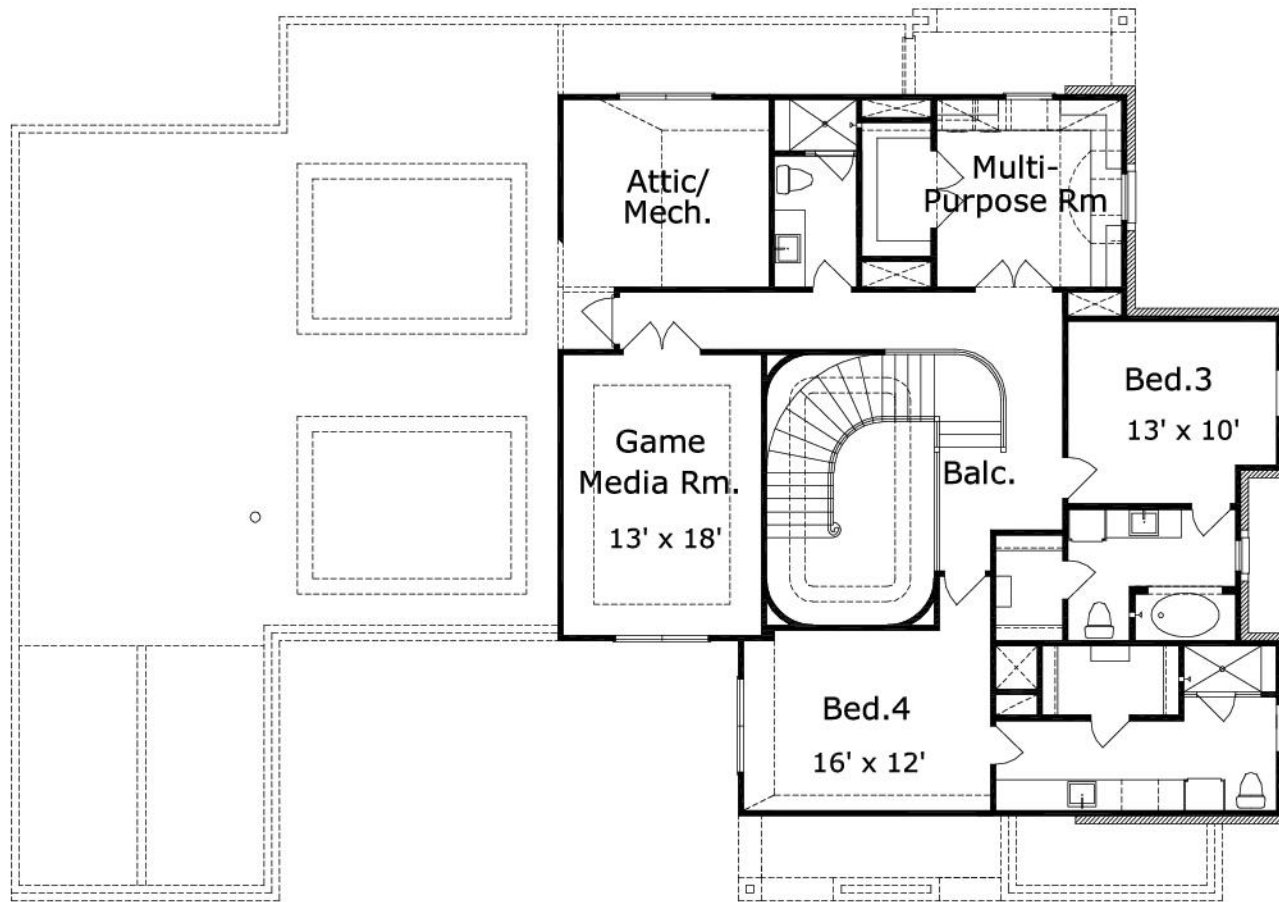 Attic/
Mech.
Multi-
Purpose Rm
Bed.3
13' x 10'
Game
Media Rm.
13' x 18'
Balc.
Bed.4
16' x 12'